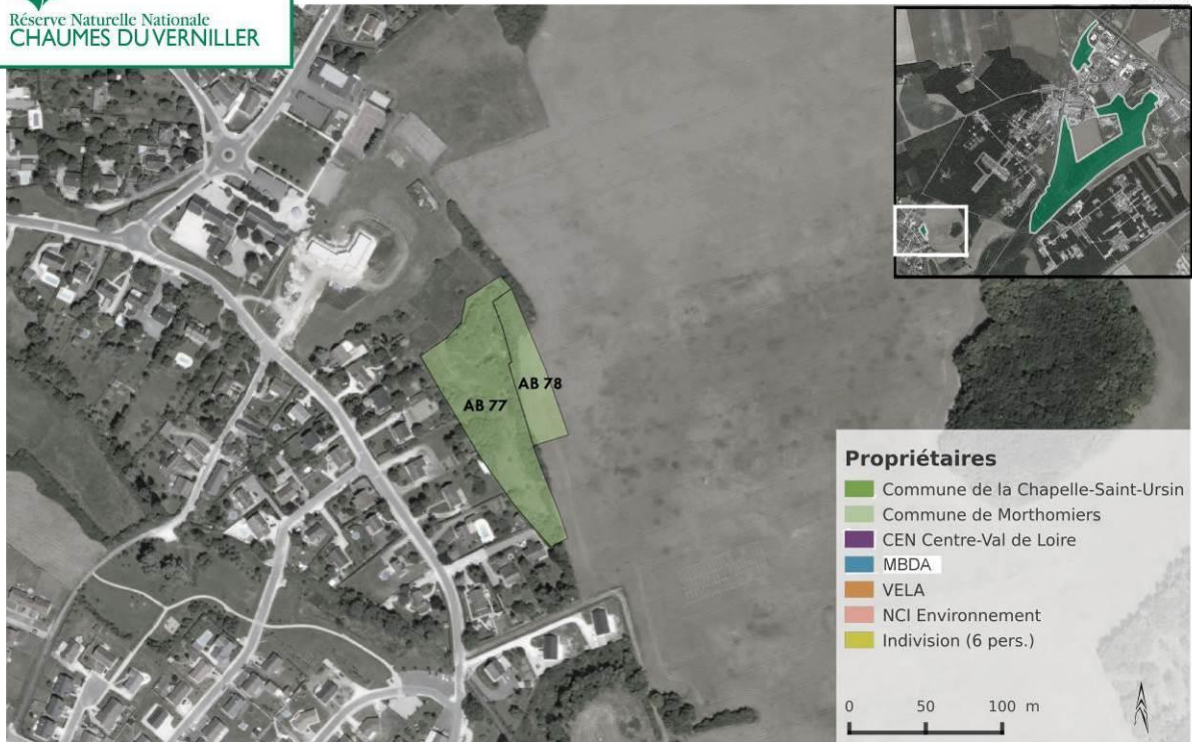 Réserve Naturelle Nationale
CHAUMES DU VERNILLER
AB 78
AB 77
Propriétaires
Commune de la Chapelle-Saint-Ursin
Commune de Morthomiers
CEN Centre-Val de Loire
MBDA
VELA
NCI Environnement
Indivision (6 pers.)
0 50 100 m